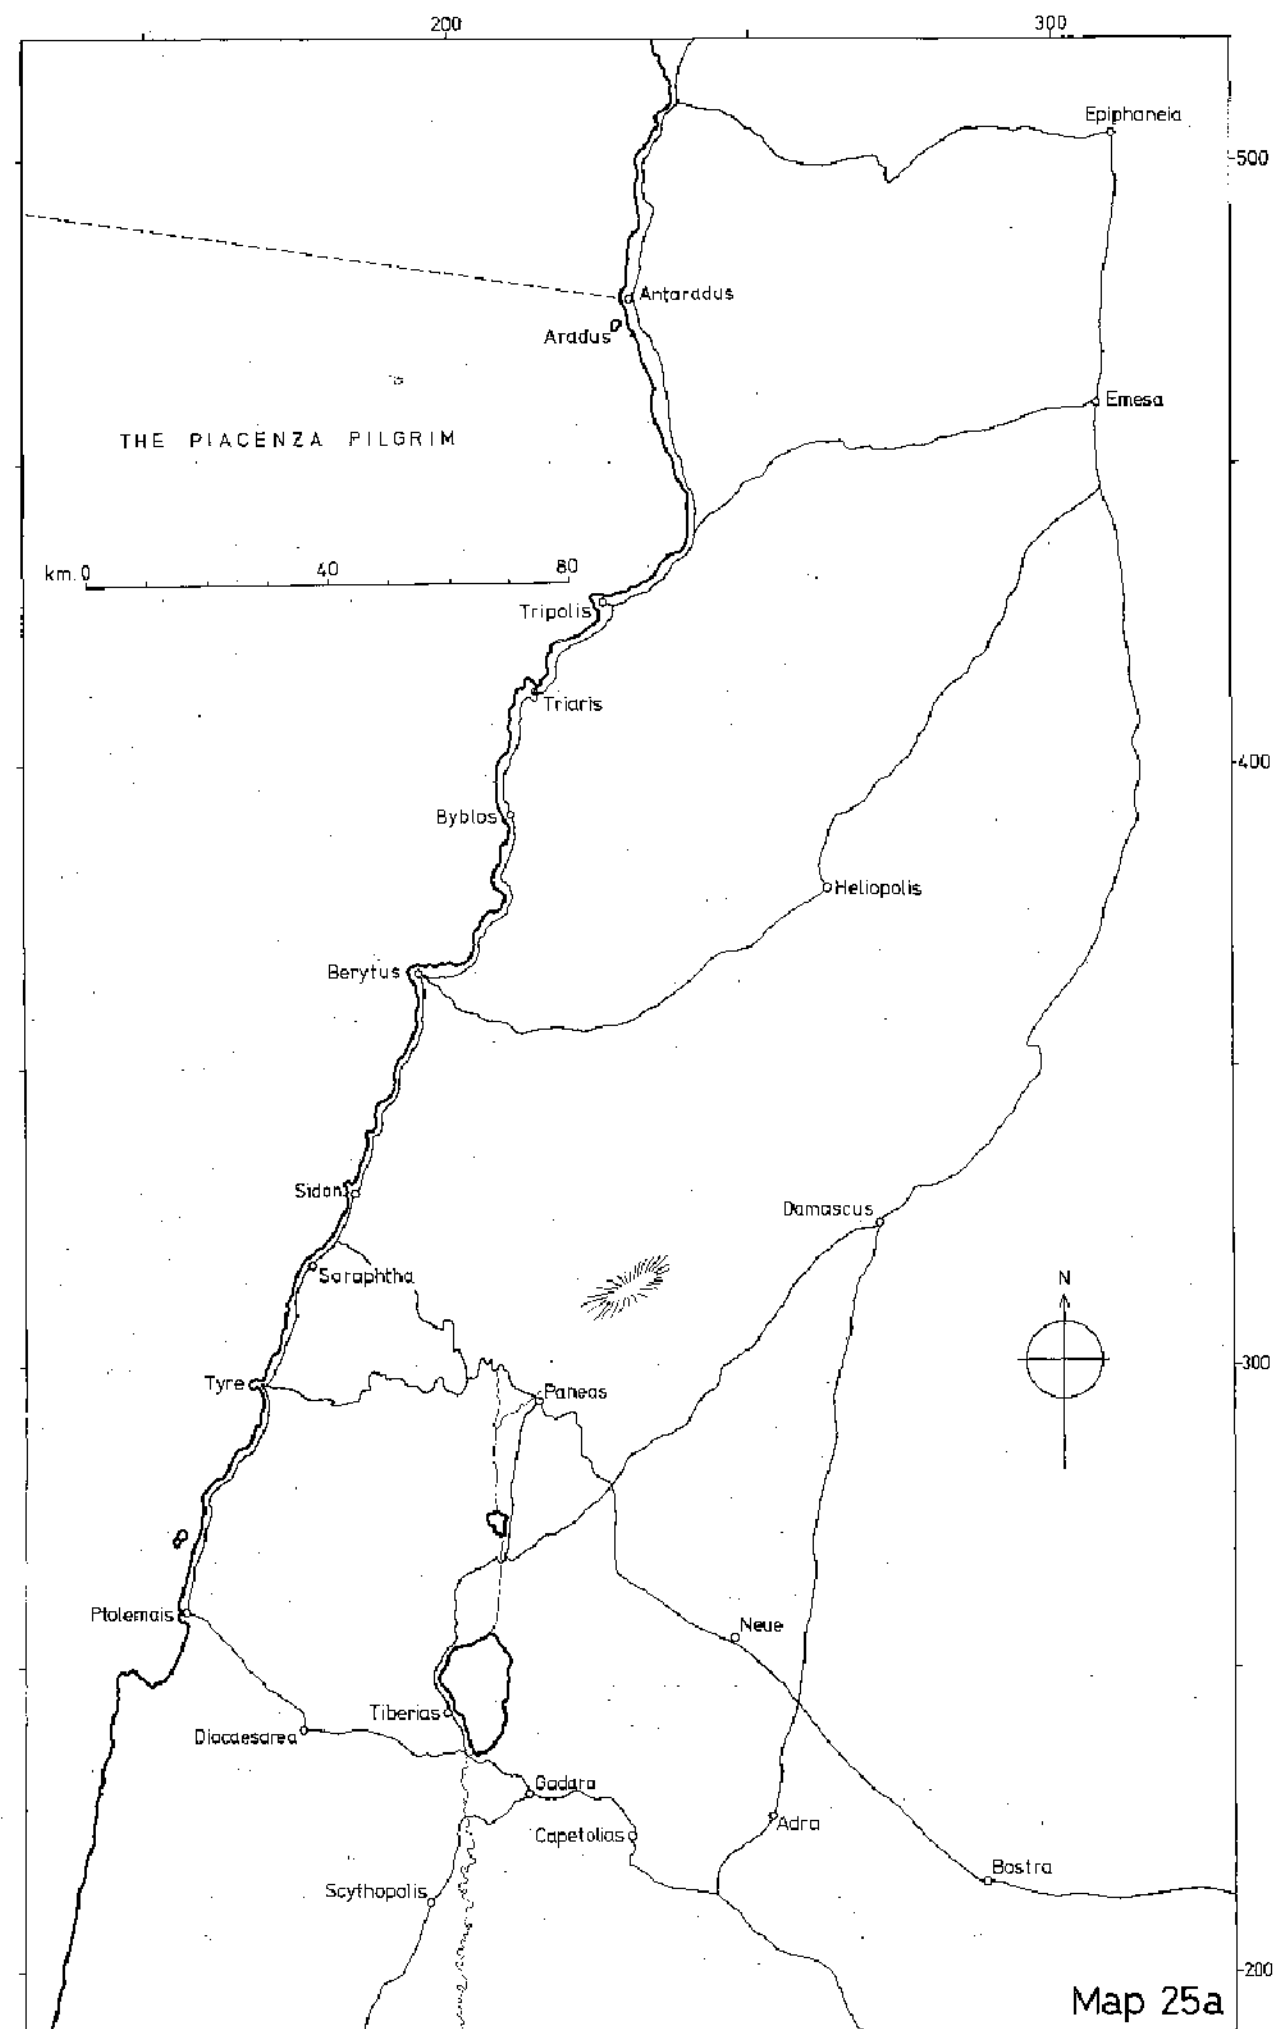 200
300
Epiphaneia
500
Antaradus
Aradus
Emesa
THE PIACENZA PILGRIM
km. 0 40 80
Tripolis
Triaris
400
Byblos
Heliopolis
Berytus
Sidon
Damascus
Saraphtha
N
300
Tyre
Paneas
Ptolemais
Neue
Tiberias
Diocaesarea
Gadara
Capetolias
Adra
Bostra
Scythopolis
200
Map 25a